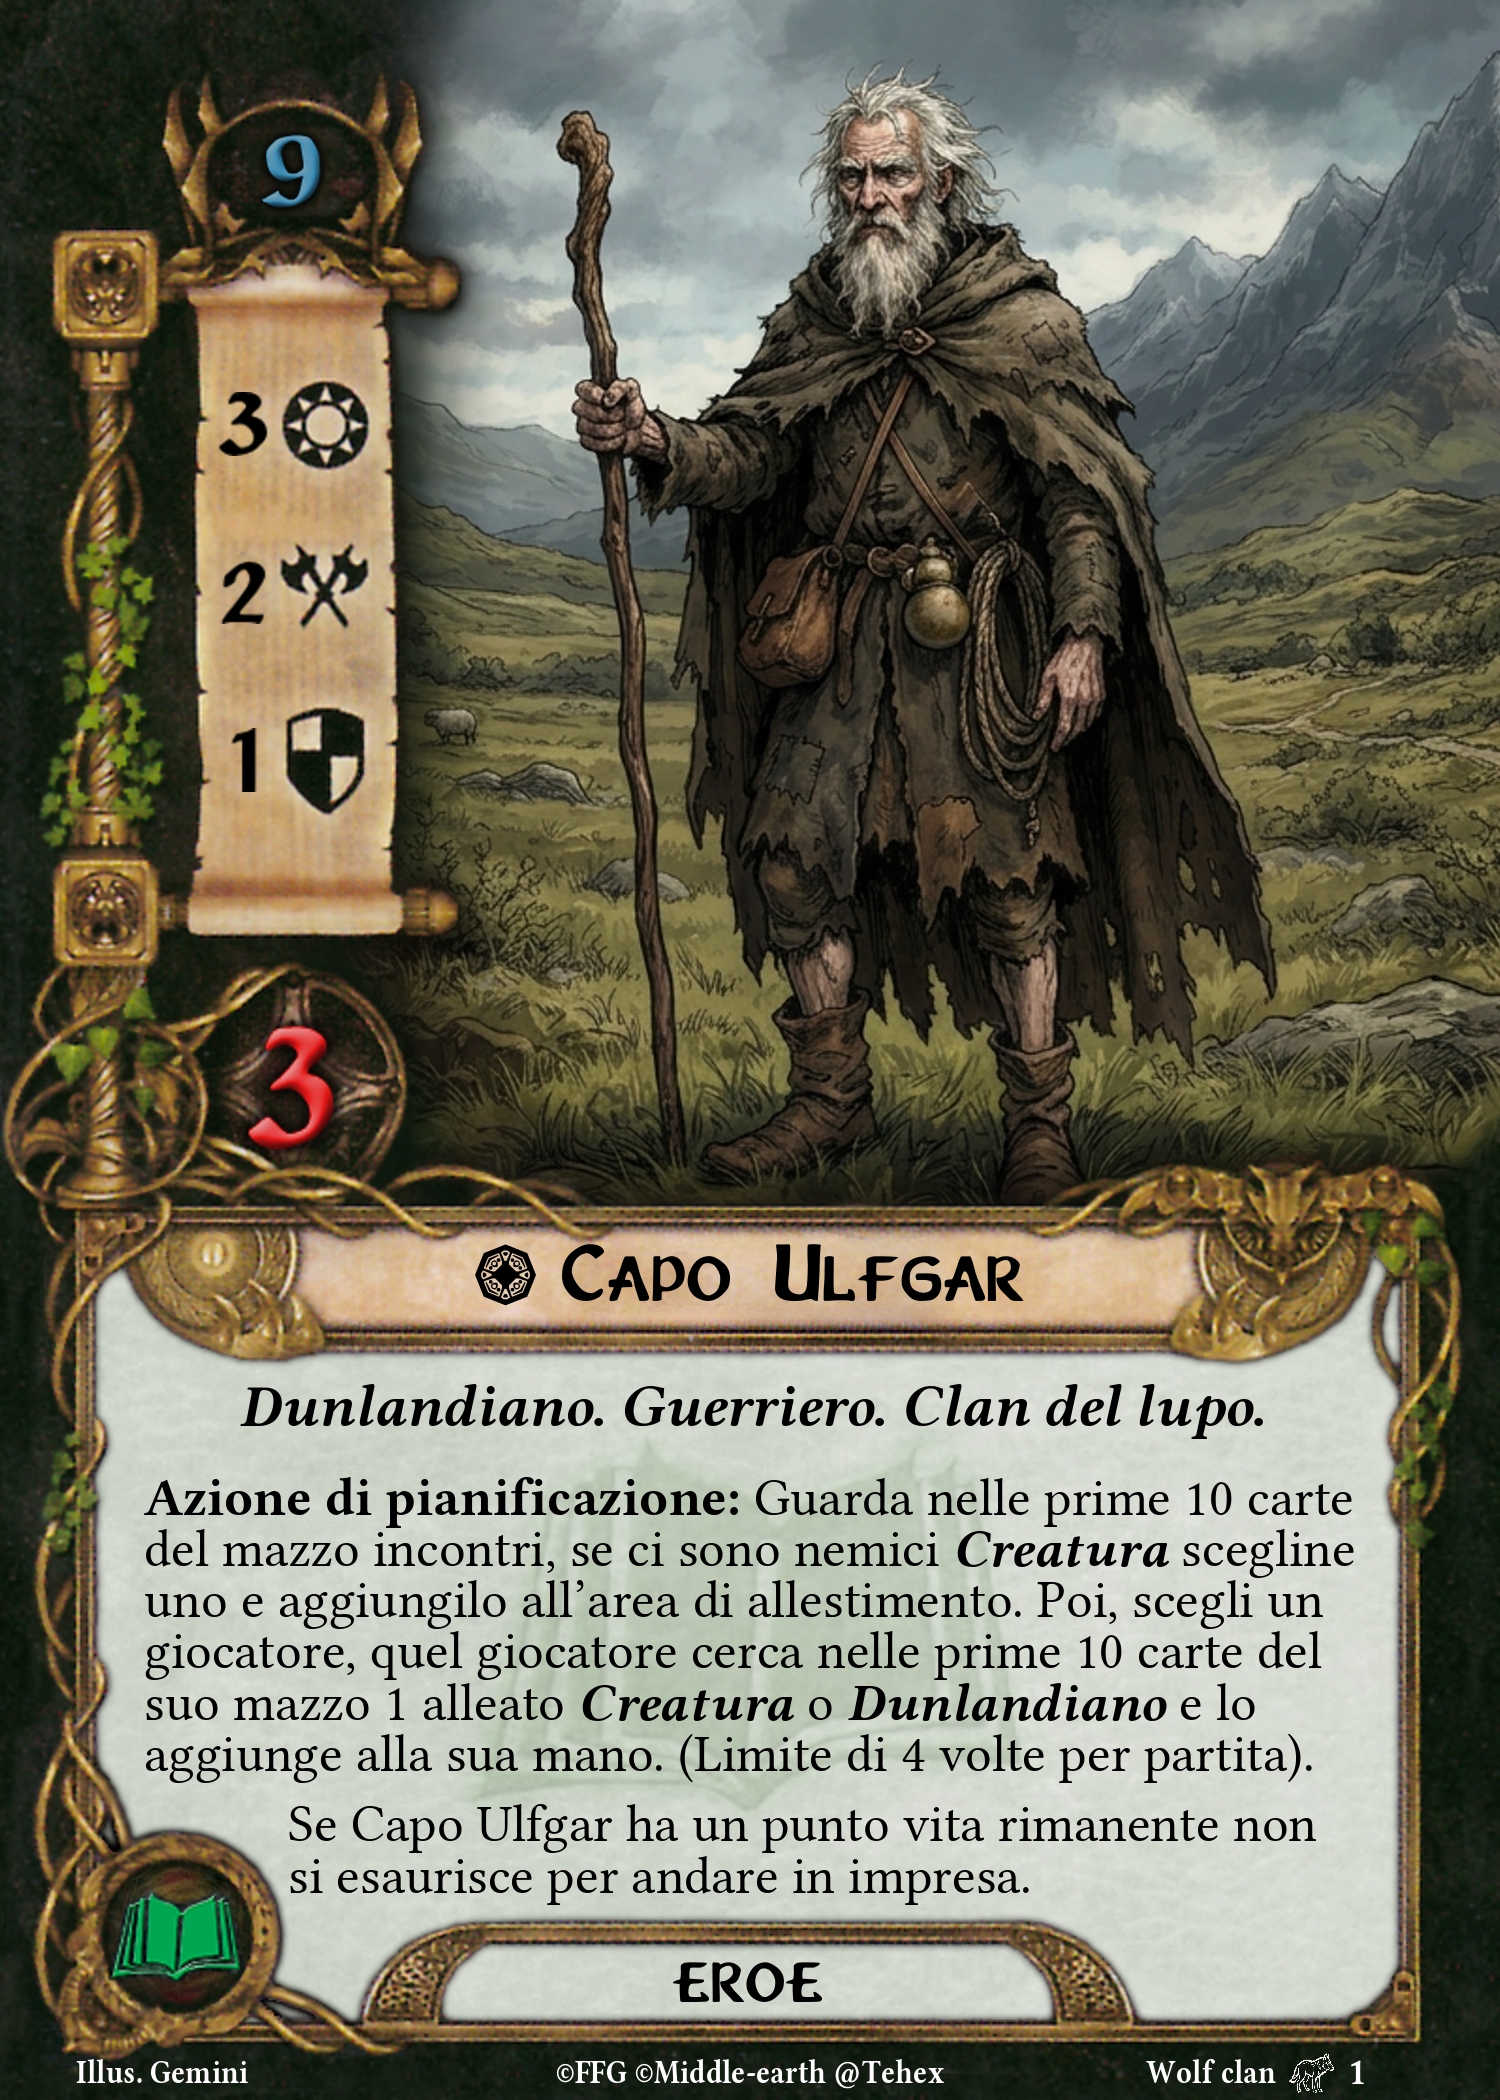 9
3
2
1
3
Capo Ulfgar
Dunlandiano. Guerriero. Clan del lupo.
Azione di pianificazione: Guarda nelle prime 10 carte
del mazzo incontri, se ci sono nemici Creatura scegline
uno e aggiungilo all’area di allestimento. Poi, scegli un
giocatore, quel giocatore cerca nelle prime 10 carte del
suo mazzo 1 alleato Creatura o Dunlandiano e lo
aggiunge alla sua mano. (Limite di 4 volte per partita).
Se Capo Ulfgar ha un punto vita rimanente non
si esaurisce per andare in impresa.
EROE
Illus. Gemini ©FFG ©Middle-earth @Tehex Wolf clan 1